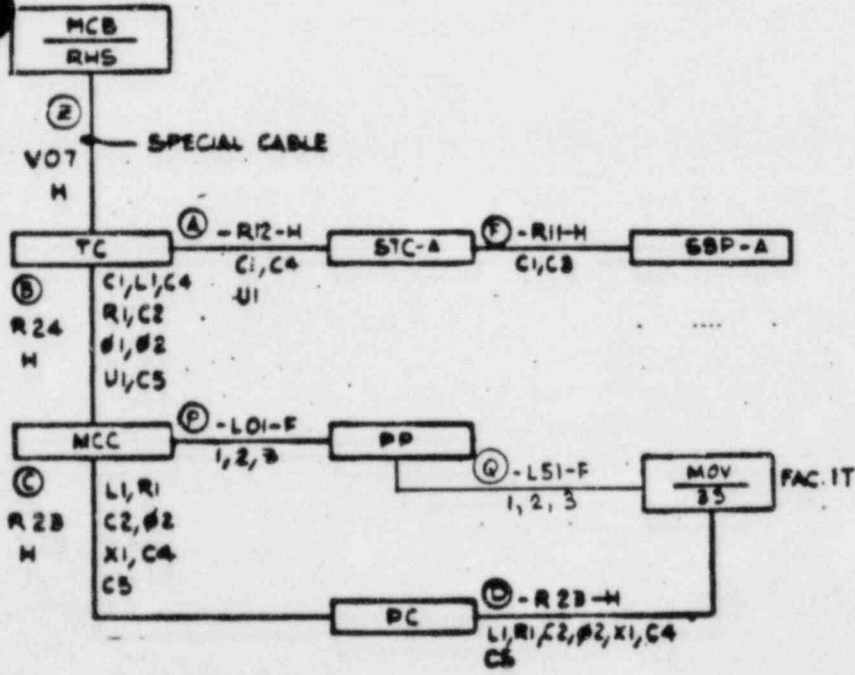 MCB
RHS
Z
SPECIAL CABLE
V07
H
TC
A -R12-H
C1, C4
U1
STC-A
F -R11-H
C1, C3
SBP-A
B
R24
H
C1, L1, C4
R1, C2
Ø1, Ø2
U1, C5
....
MCC
P -L01-F
1, 2, 3
PP
Q -L51-F
1, 2, 3
MOV
FAC. IT
C
R23
H
L1, R1
C2, Ø2
X1, C4
C5
PC
D -R23-H
L1, R1, C2, Ø2, X1, C4
C5